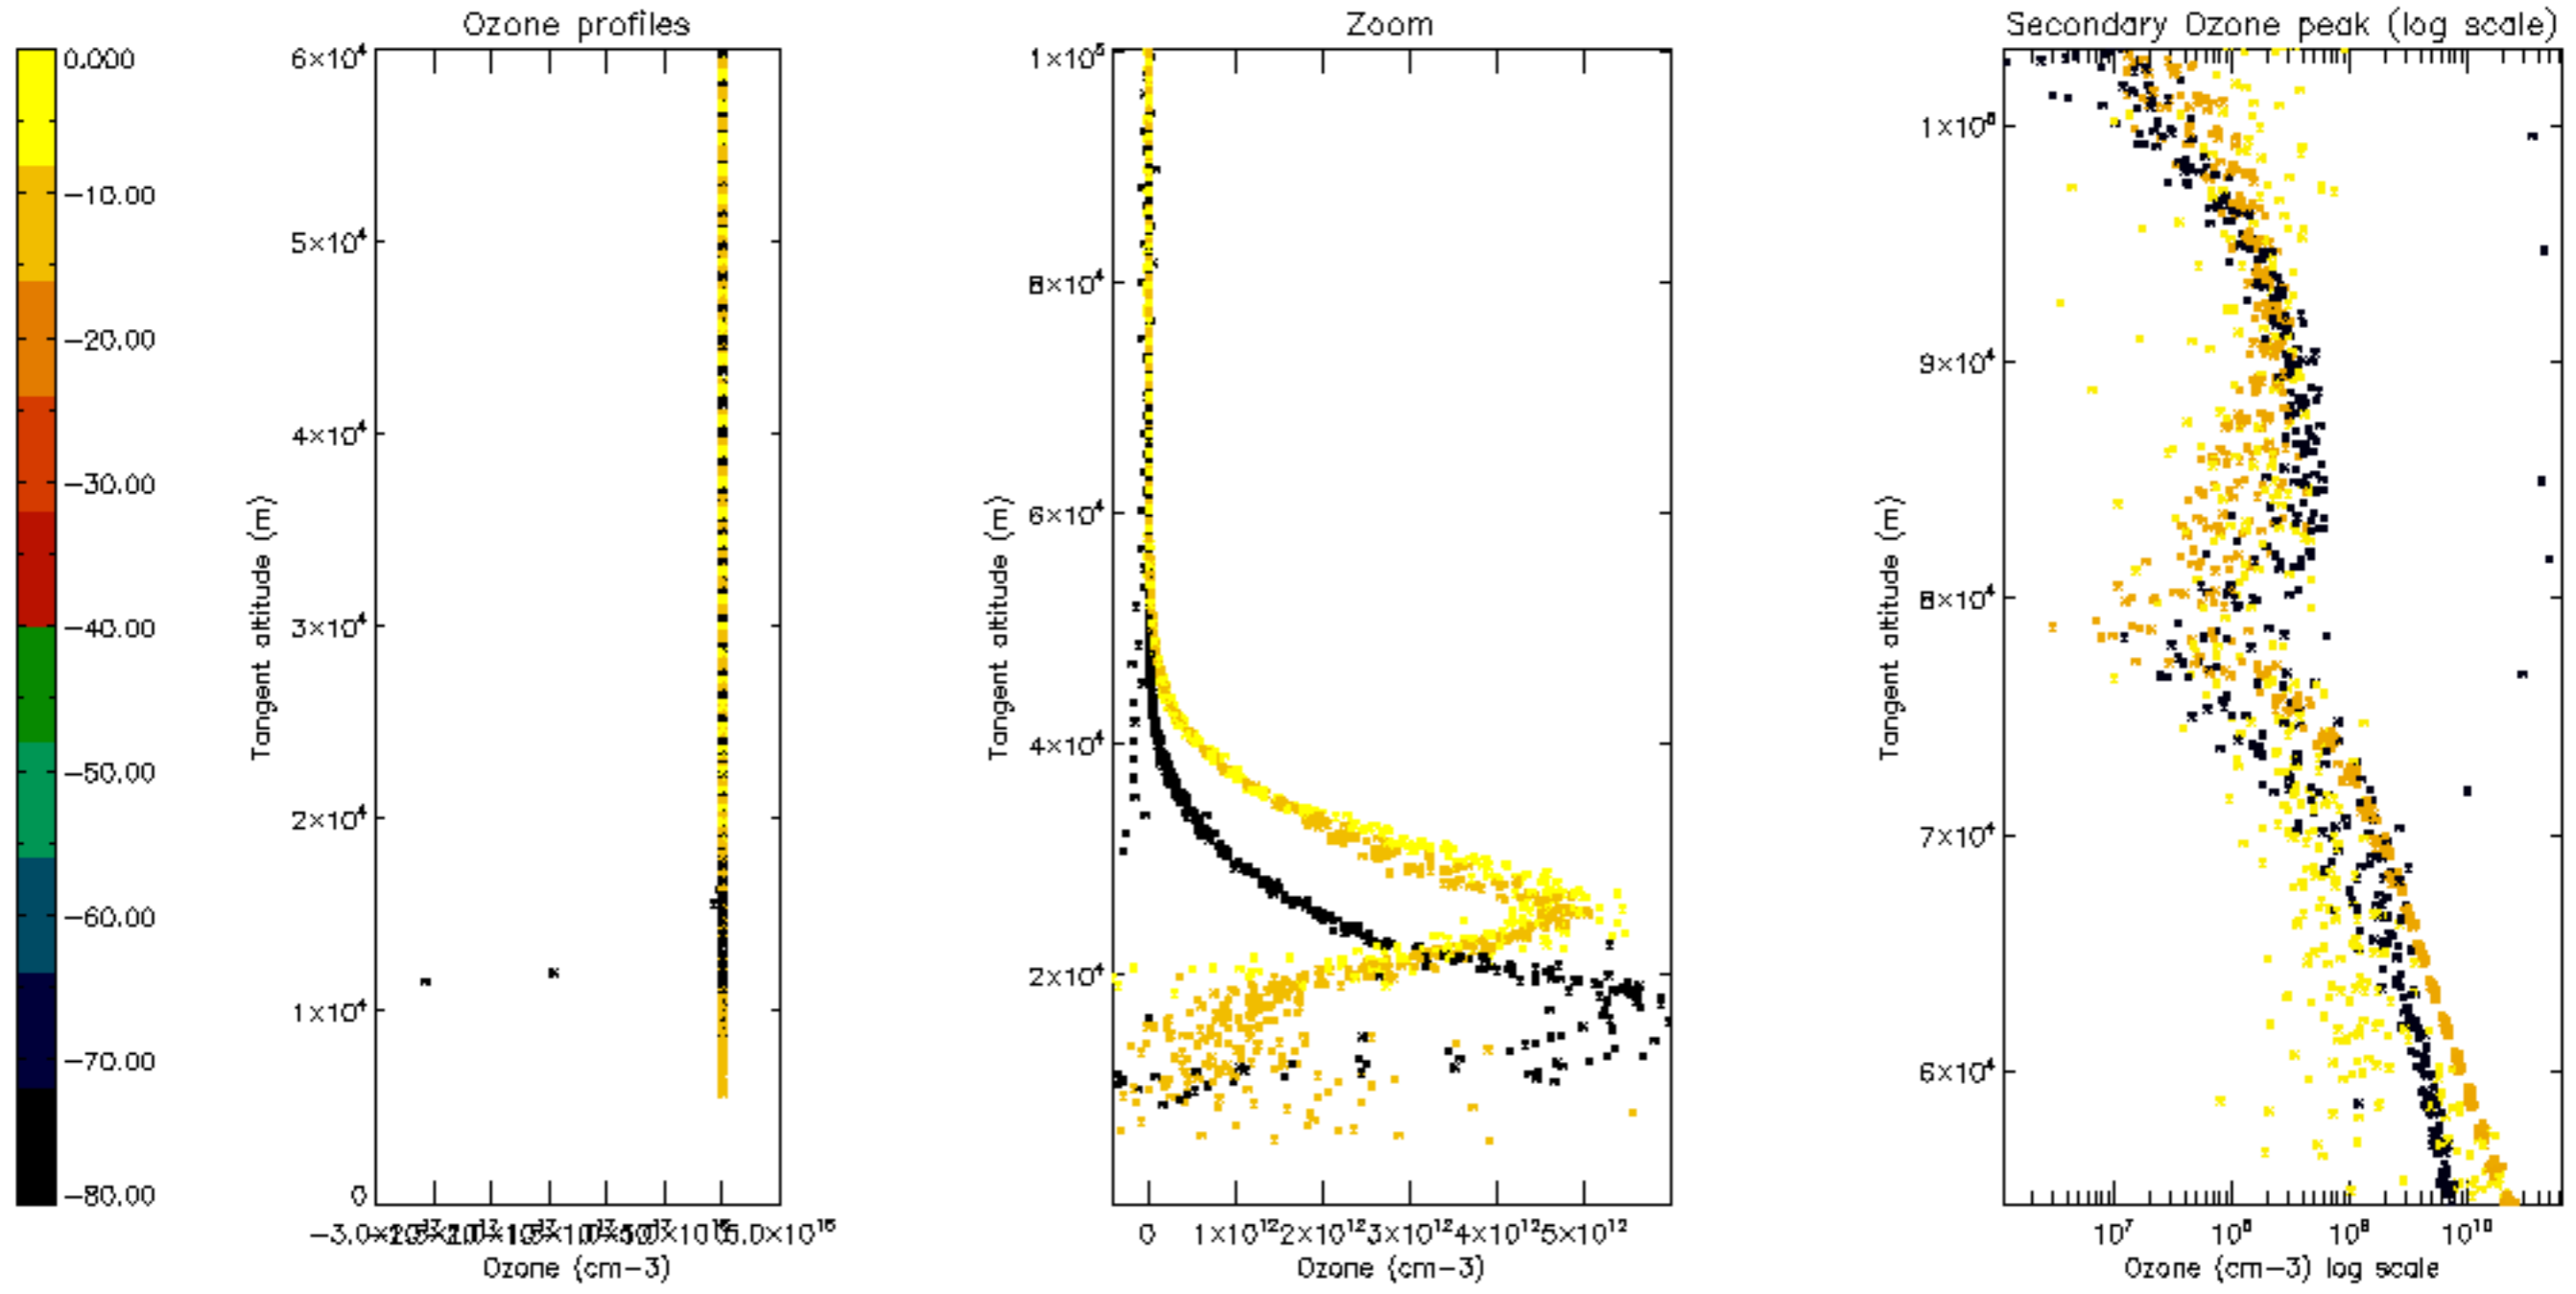 Ozone profiles
Zoom
Secondary Ozone peak (log scale)
0.000
−10.00
−20.00
−30.00
−40.00
−50.00
−60.00
−70.00
−80.00
6×10⁴
5×10⁴
4×10⁴
3×10⁴
2×10⁴
1×10⁴
0
Tangent altitude (m)
Ozone (cm−3)
1×10⁵
8×10⁴
6×10⁴
4×10⁴
2×10⁴
Tangent altitude (m)
0 1×10¹² 2×10¹² 3×10¹² 4×10¹² 5×10¹²
Ozone (cm−3)
1×10⁵
9×10⁴
8×10⁴
7×10⁴
6×10⁴
Tangent altitude (m)
10⁷ 10⁸ 10⁹ 10¹⁰
Ozone (cm−3) log scale